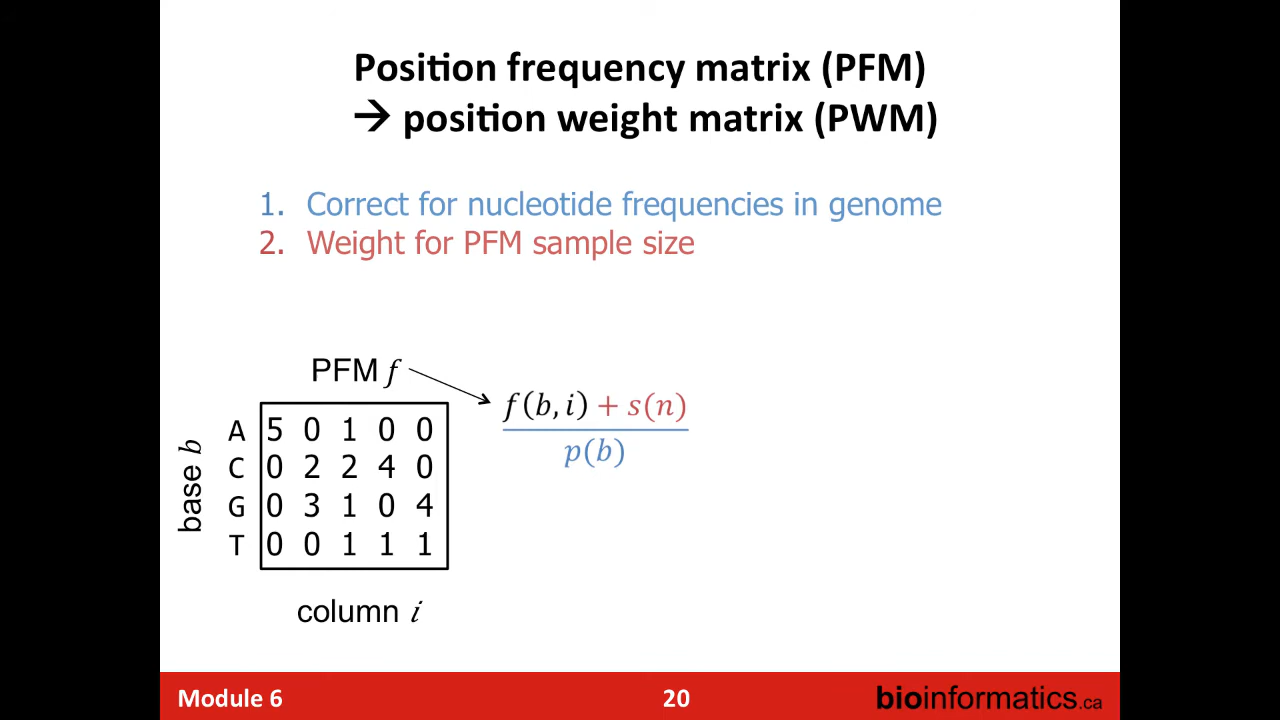 Position frequency matrix (PFM)
→ position weight matrix (PWM)
1. Correct for nucleotide frequencies in genome
2. Weight for PFM sample size
PFM f
f(b, i) + s(n)
p(b)
base b
A 5 0 1 0 0
C 0 2 2 4 0
G 0 3 1 0 4
T 0 0 1 1 1
column i
Module 6
20
bioinformatics.ca